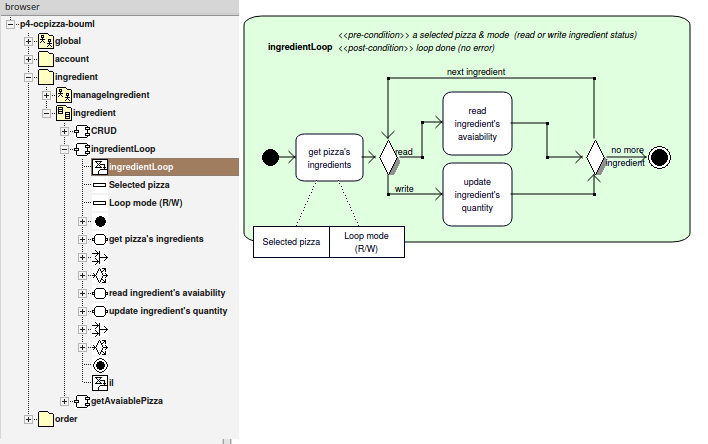 browser
p4-ocpizza-bouml
global
account
ingredient
manageIngredient
ingredient
CRUD
ingredientLoop
ingredientLoop
Selected pizza
Loop mode (R/W)
get pizza's ingredients
read ingredient's avaiability
update ingredient's quantity
il
getAvaiablePizza
order
<<pre-condition>> a selected pizza & mode (read or write ingredient status)
ingredientLoop <<post-condition>> loop done (no error)
next ingredient
get pizza's
ingredients
read
write
read
ingredient's
avaiability
update
ingredient's
quantity
no more
ingredient
Selected pizza
Loop mode
(R/W)